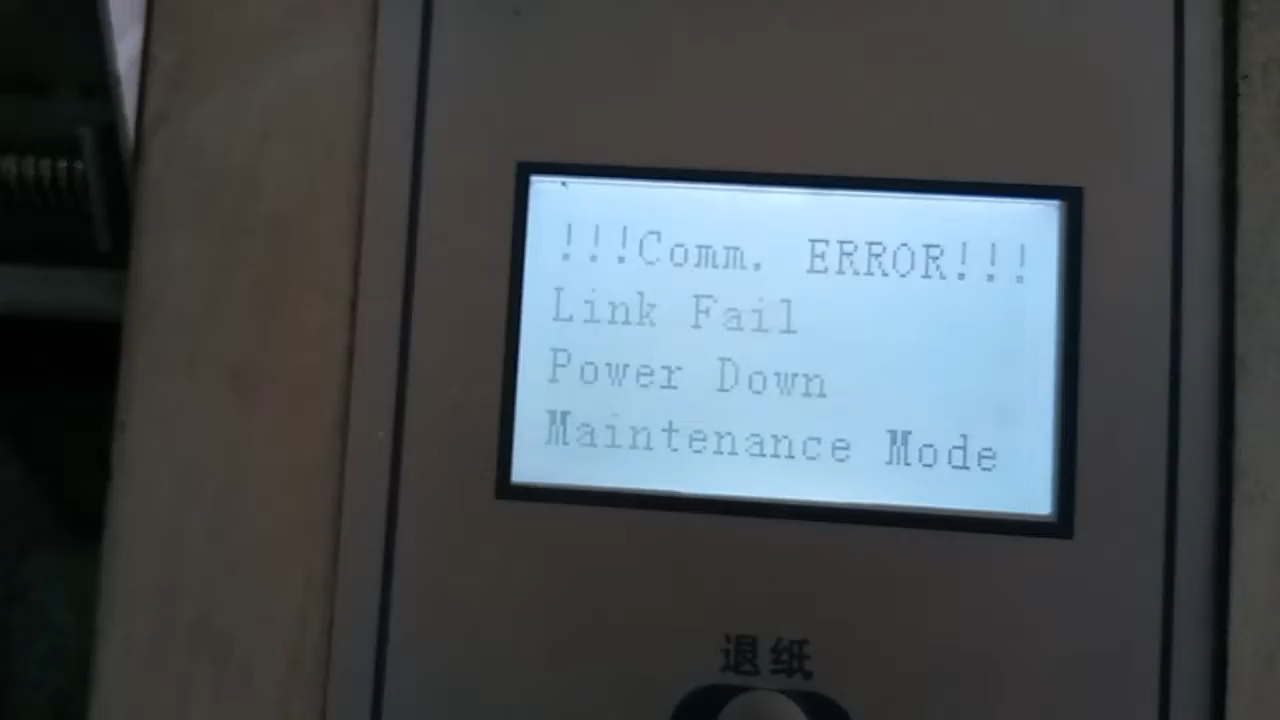 !!!Comm. ERROR!!!
Link Fail
Power Down
Maintenance Mode
退纸